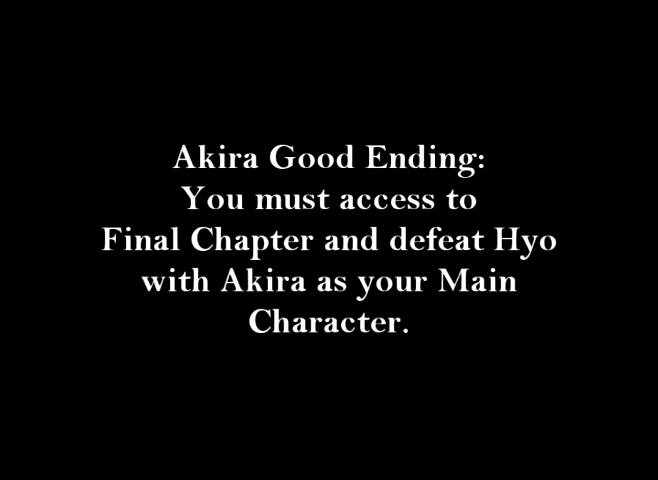 Akira Good Ending:
You must access to
Final Chapter and defeat Hyo
with Akira as your Main
Character.